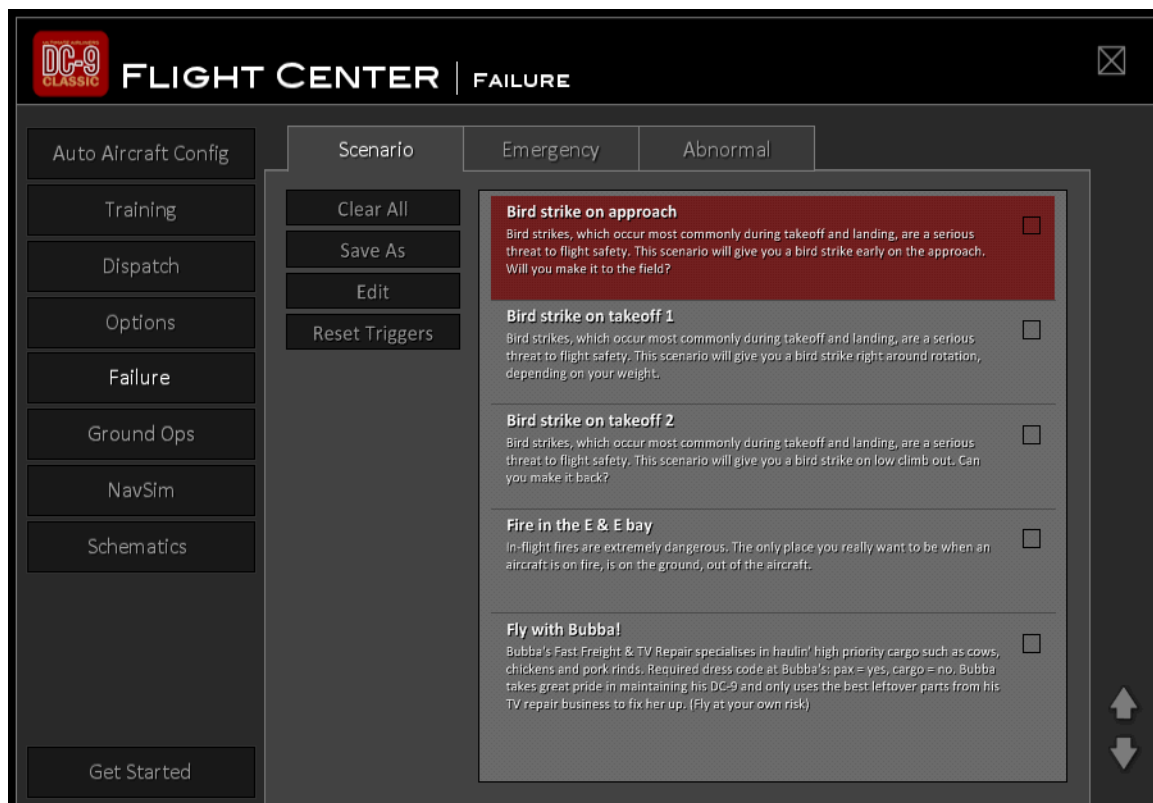 ULTIMATE AIRLINERS
DC-9
CLASSIC
FLIGHT CENTER | FAILURE
Auto Aircraft Config
Training
Dispatch
Options
Failure
Ground Ops
NavSim
Schematics
Get Started
Scenario
Emergency
Abnormal
Clear All
Save As
Edit
Reset Triggers
Bird strike on approach
Bird strikes, which occur most commonly during takeoff and landing, are a serious
threat to flight safety. This scenario will give you a bird strike early on the approach.
Will you make it to the field?
Bird strike on takeoff 1
Bird strikes, which occur most commonly during takeoff and landing, are a serious
threat to flight safety. This scenario will give you a bird strike right around rotation,
depending on your weight.
Bird strike on takeoff 2
Bird strikes, which occur most commonly during takeoff and landing, are a serious
threat to flight safety. This scenario will give you a bird strike on low climb out. Can
you make it back?
Fire in the E & E bay
In-flight fires are extremely dangerous. The only place you really want to be when an
aircraft is on fire, is on the ground, out of the aircraft.
Fly with Bubba!
Bubba's Fast Freight & TV Repair specialises in haulin' high priority cargo such as cows,
chickens and pork rinds. Required dress code at Bubba's: pax = yes, cargo = no. Bubba
takes great pride in maintaining his DC-9 and only uses the best leftover parts from his
TV repair business to fix her up. (Fly at your own risk)